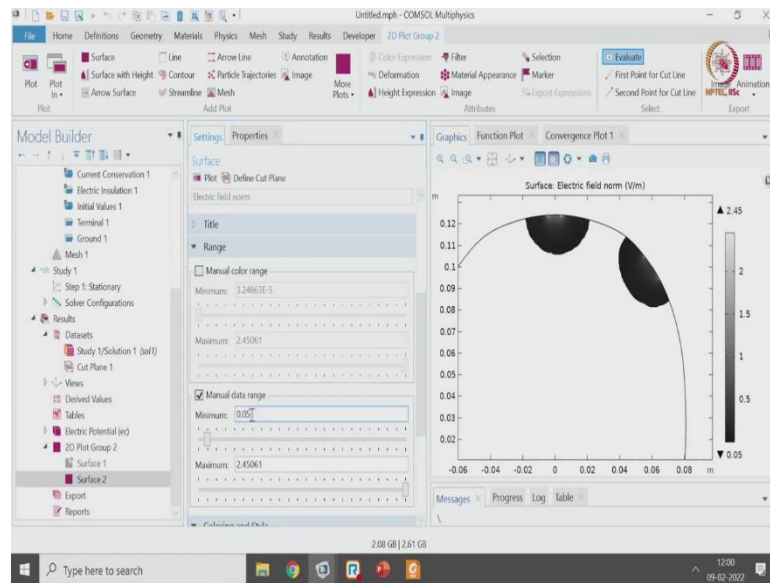 Untitled.mph - COMSOL Multiphysics
File Home Definitions Geometry Materials Physics Mesh Study Results Developer 2D Plot Group 2
Plot
Plot In
Plot
Surface
Surface with Height
Arrow Surface
Line
Contour
Streamline
Arrow Line
Particle Trajectories
Mesh
Annotation
Image
More Plots
Add Plot
Color Expression
Deformation
Height Expression
Filter
Material Appearance
Image
Selection
Marker
Export Expressions
Attributes
Evaluate
First Point for Cut Line
Second Point for Cut Line
Select
Image
Animation
Export
NPTEL, IISc
Model Builder
Current Conservation 1
Electric Insulation 1
Initial Values 1
Terminal 1
Ground 1
Mesh 1
Study 1
Step 1: Stationary
Solver Configurations
Results
Datasets
Study 1/Solution 1 (sol1)
Cut Plane 1
Views
Derived Values
Tables
Electric Potential (ec)
2D Plot Group 2
Surface 1
Surface 2
Export
Reports
Settings Properties
Surface
Plot Define Cut Plane
Electric field norm
Title
Range
Manual color range
Minimum: 3.24663E-5
Maximum: 2.45061
Manual data range
Minimum: 0.05
Maximum: 2.45061
Coloring and Style
Graphics Function Plot Convergence Plot 1
Surface: Electric field norm (V/m)
m
0.12
0.11
0.1
0.09
0.08
0.07
0.06
0.05
0.04
0.03
0.02
-0.06 -0.04 -0.02 0 0.02 0.04 0.06 0.08 m
▲ 2.45
2
1.5
1
0.5
▼ 0.05
Messages Progress Log Table
2.08 GB | 2.61 GB
Type here to search
12:00
09-02-2022